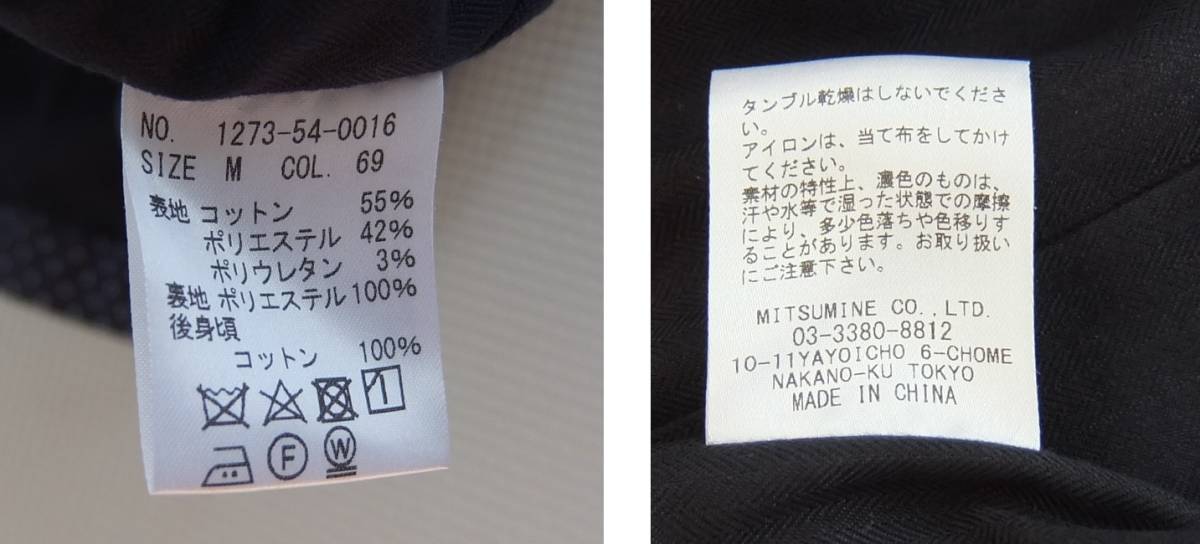 NO. 1273-54-0016
SIZE M COL. 69
表地 コットン 55%
ポリエステル 42%
ポリウレタン 3%
裏地 ポリエステル 100%
後身頃
コットン 100%
1
F
W
タンブル乾燥はしないでくださ
い。
アイロンは、当て布をしてかけ
てください。
素材の特性上、濃色のものは、
汗や水等で湿った状態での摩擦
により、多少色落ちや色移りす
ることがあります。お取り扱い
にご注意下さい。
MITSUMINE CO.,LTD.
03-3380-8812
10-11YAYOICHO 6-CHOME
NAKANO-KU TOKYO
MADE IN CHINA